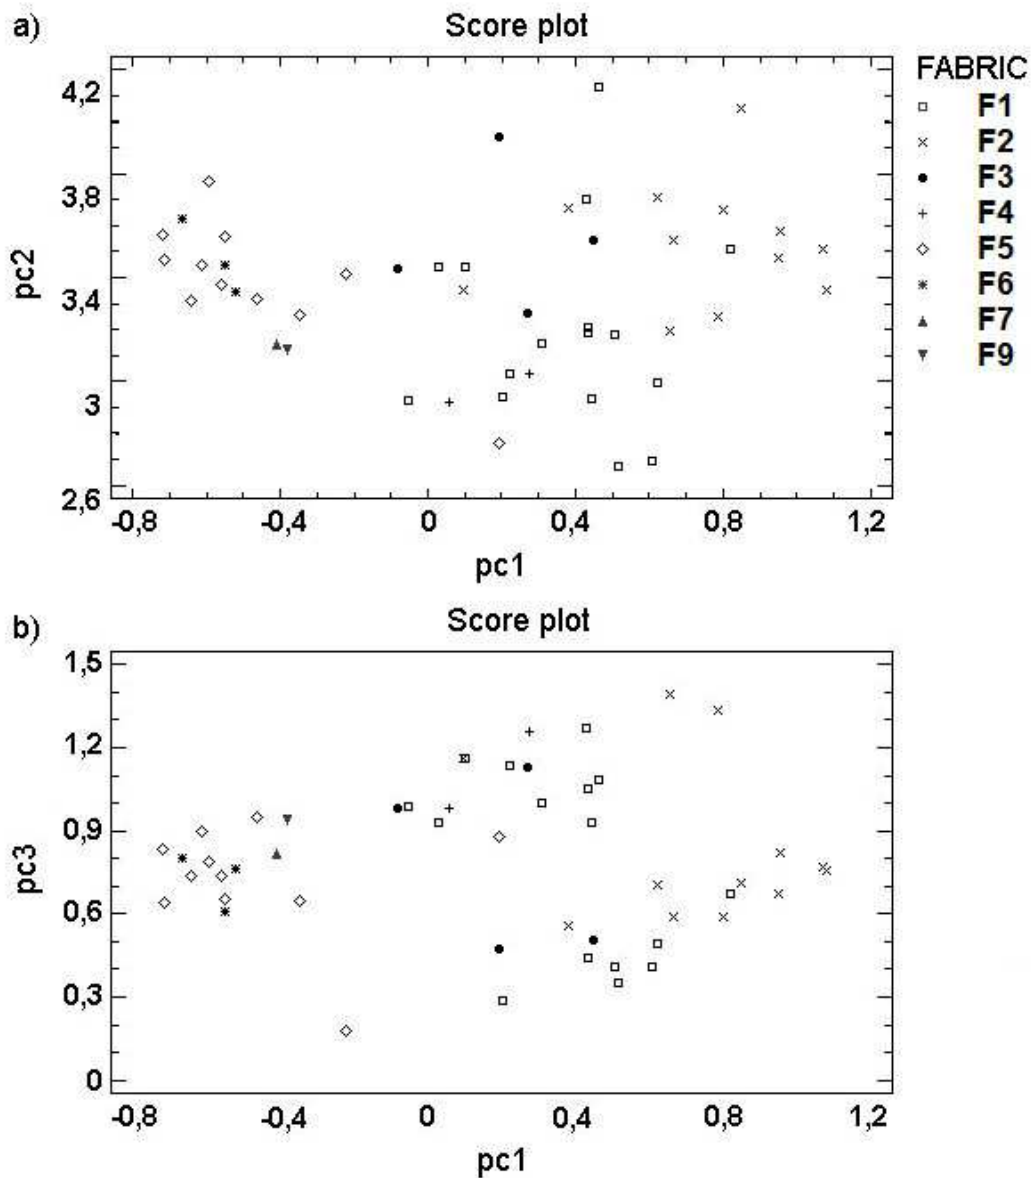 a)
Score plot
FABRIC
F1
F2
F3
F4
F5
F6
F7
F9
4,2
3,8
3,4
3
2,6
pc2
-0,8
-0,4
0
0,4
0,8
1,2
pc1
b)
Score plot
1,5
1,2
0,9
0,6
0,3
0
pc3
-0,8
-0,4
0
0,4
0,8
1,2
pc1